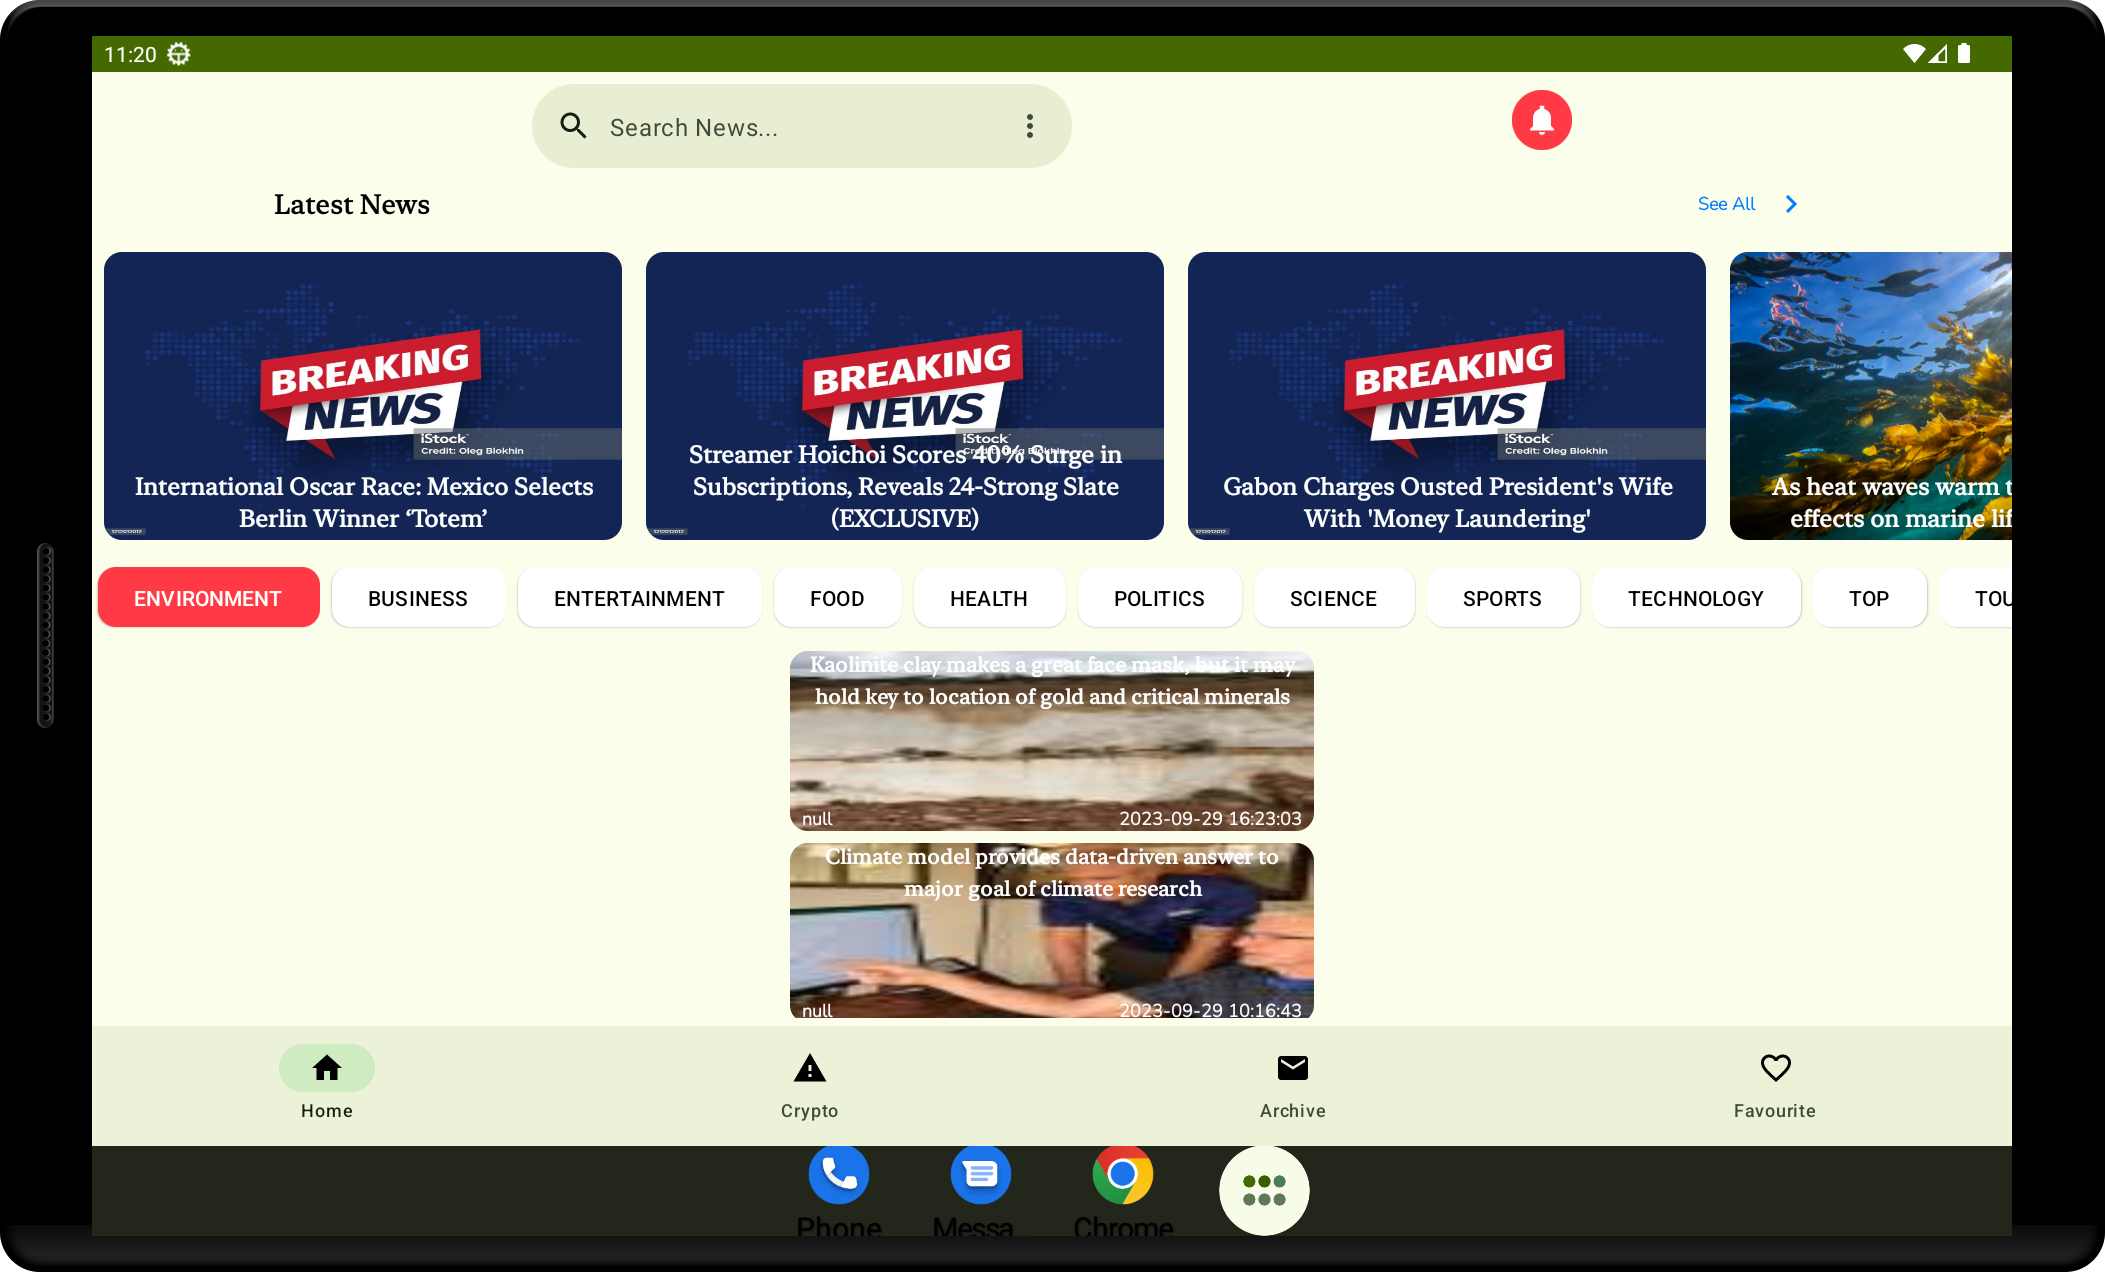 11:20
Search News...
Latest News
See All
BREAKING
NEWS
iStock
Credit: Oleg Blokhin
International Oscar Race: Mexico Selects
Berlin Winner ‘Totem’
1212012012
BREAKING
NEWS
iStock
Streamer Hoichoi Scores 40% Surge in
Subscriptions, Reveals 24-Strong Slate
(EXCLUSIVE)
BREAKING
NEWS
iStock
Credit: Oleg Blokhin
Gabon Charges Ousted President's Wife
With 'Money Laundering'
As heat waves warm t
effects on marine lif
ENVIRONMENT
BUSINESS
ENTERTAINMENT
FOOD
HEALTH
POLITICS
SCIENCE
SPORTS
TECHNOLOGY
TOP
TOU
Kaolinite clay makes a great face mask, but it may
hold key to location of gold and critical minerals
null
2023-09-29 16:23:03
Climate model provides data-driven answer to
major goal of climate research
null
2023-09-29 10:16:43
Home
Crypto
Archive
Favourite
Phone
Messa
Chrome